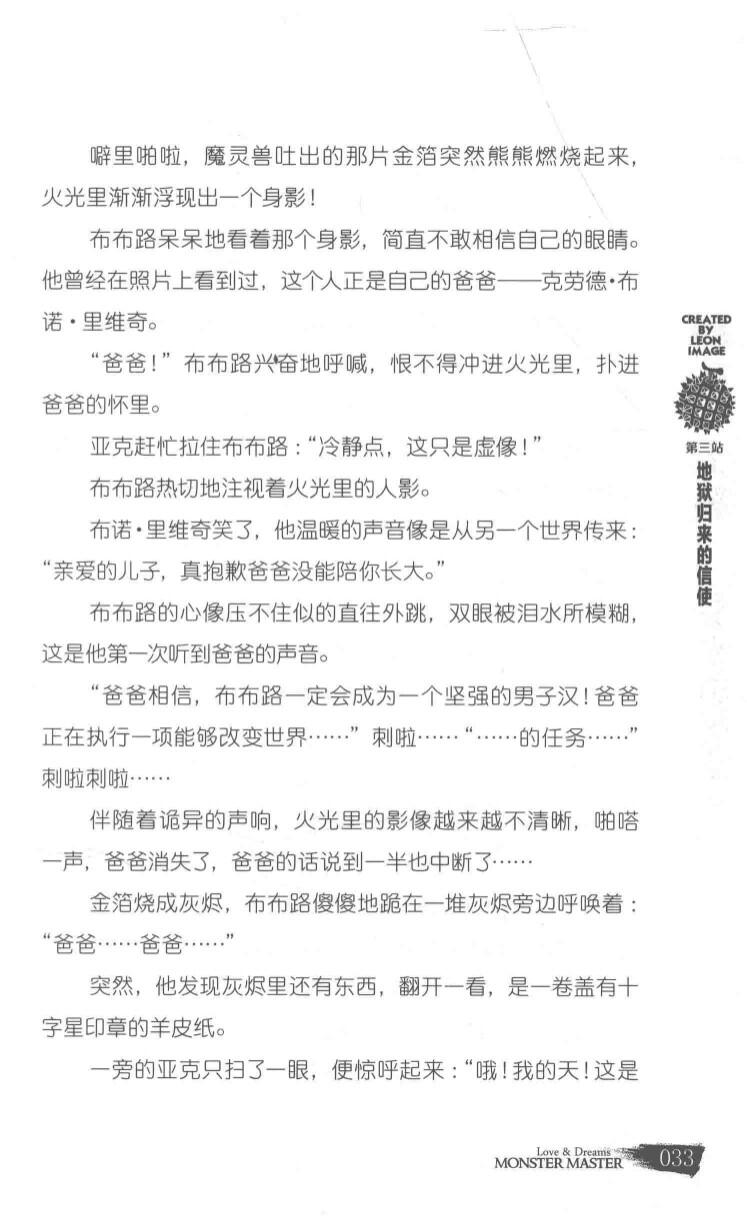 噼里啪啦，魔灵兽吐出的那片金箔突然熊熊燃烧起来，
火光里渐渐浮现出一个身影！
布布路呆呆地看着那个身影，简直不敢相信自己的眼睛。
他曾经在照片上看到过，这个人正是自己的爸爸——克劳德·布
诺·里维奇。
“爸爸！”布布路兴奋地呼喊，恨不得冲进火光里，扑进
爸爸的怀里。
亚克赶忙拉住布布路：“冷静点，这只是虚像！”
布布路热切地注视着火光里的人影。
布诺·里维奇笑了，他温暖的声音像是从另一个世界传来：
“亲爱的儿子，真抱歉爸爸没能陪你长大。”
布布路的心像压不住似的直往外跳，双眼被泪水所模糊，
这是他第一次听到爸爸的声音。
“爸爸相信，布布路一定会成为一个坚强的男子汉！爸爸
正在执行一项能够改变世界……”刺啦……“……的任务……”
刺啦刺啦……
伴随着诡异的声响，火光里的影像越来越不清晰，啪嗒
一声，爸爸消失了，爸爸的话说到一半也中断了……
金箔烧成灰烬，布布路傻傻地跪在一堆灰烬旁边呼唤着：
“爸爸……爸爸……”
突然，他发现灰烬里还有东西，翻开一看，是一卷盖有十
字星印章的羊皮纸。
一旁的亚克只扫了一眼，便惊呼起来：“哦！我的天！这是
CREATED
BY
LEON
IMAGE
第三站
地狱归来的信使
Love & Dreams
MONSTER MASTER
033